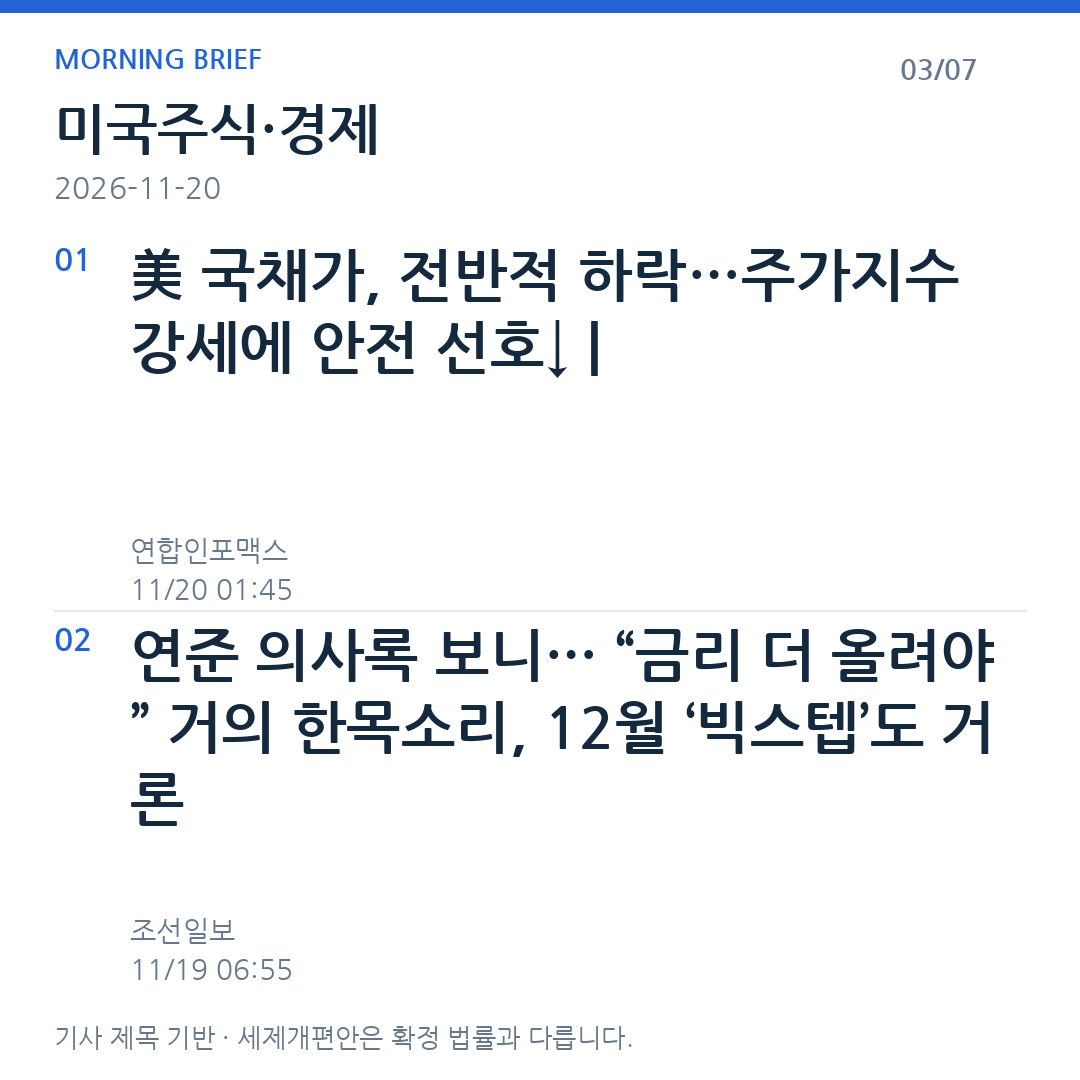 MORNING BRIEF
03/07
미국주식·경제
2026-11-20
01
美 국채가, 전반적 하락…주가지수
강세에 안전 선호↓ |
연합인포맥스
11/20 01:45
02
연준 의사록 보니… “금리 더 올려야
” 거의 한목소리, 12월 ‘빅스텝’도 거
론
조선일보
11/19 06:55
기사 제목 기반 · 세제개편안은 확정 법률과 다릅니다.